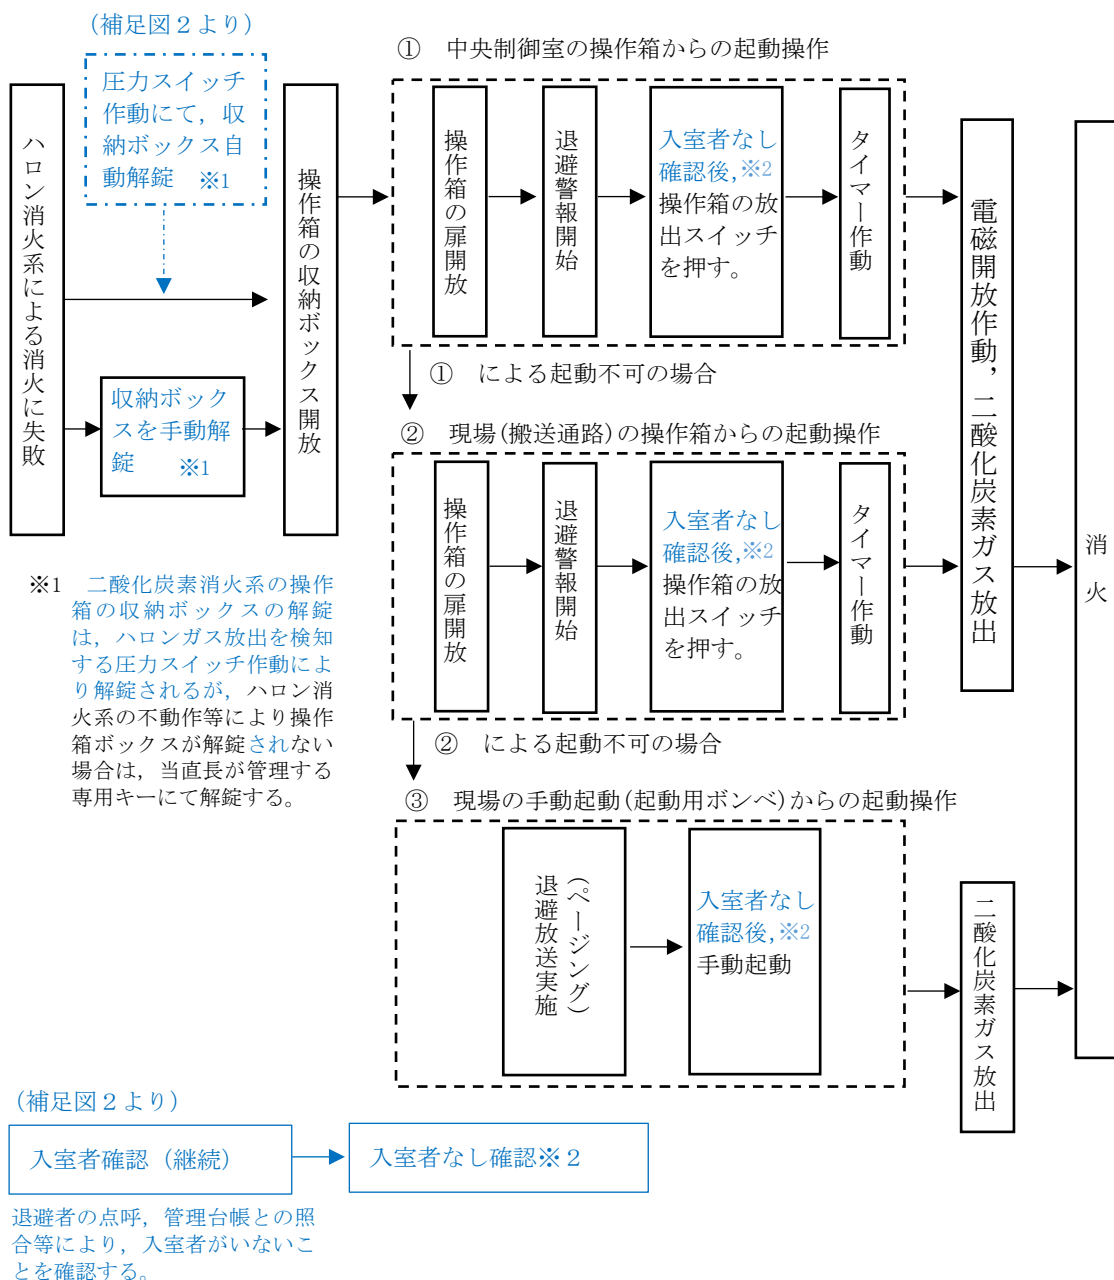 (補足図２より)
圧力スイッチ
作動にて，収
納ボックス自
動解錠　※1
ハロン消火系による消火に失敗
収納ボック
スを手動解
錠　※1
操作箱の収納ボックス開放
①　中央制御室の操作箱からの起動操作
操作箱の扉開放
退避警報開始
入室者なし
確認後,※2
操作箱の放
出スイッチ
を押す。
タイマー作動
①　による起動不可の場合
②　現場(搬送通路)の操作箱からの起動操作
操作箱の扉開放
退避警報開始
入室者なし
確認後,※2
操作箱の放
出スイッチ
を押す。
タイマー作動
②　による起動不可の場合
③　現場の手動起動(起動用ボンベ)からの起動操作
(ページング)
退避放送実施
入室者なし
確認後,※2
手動起動
電磁開放作動，二酸化炭素ガス放出
二酸化炭素ガス放出
消火
※1　二酸化炭素消火系の操作
箱の収納ボックスの解錠
は，ハロンガス放出を検知
する圧力スイッチ作動によ
り解錠されるが，ハロン消
火系の不動作等により操作
箱ボックスが解錠されない
場合は，当直長が管理する
専用キーにて解錠する。
(補足図２より)
入室者確認（継続）
入室者なし確認※２
退避者の点呼，管理台帳との照
合等により，入室者がいないこ
とを確認する。